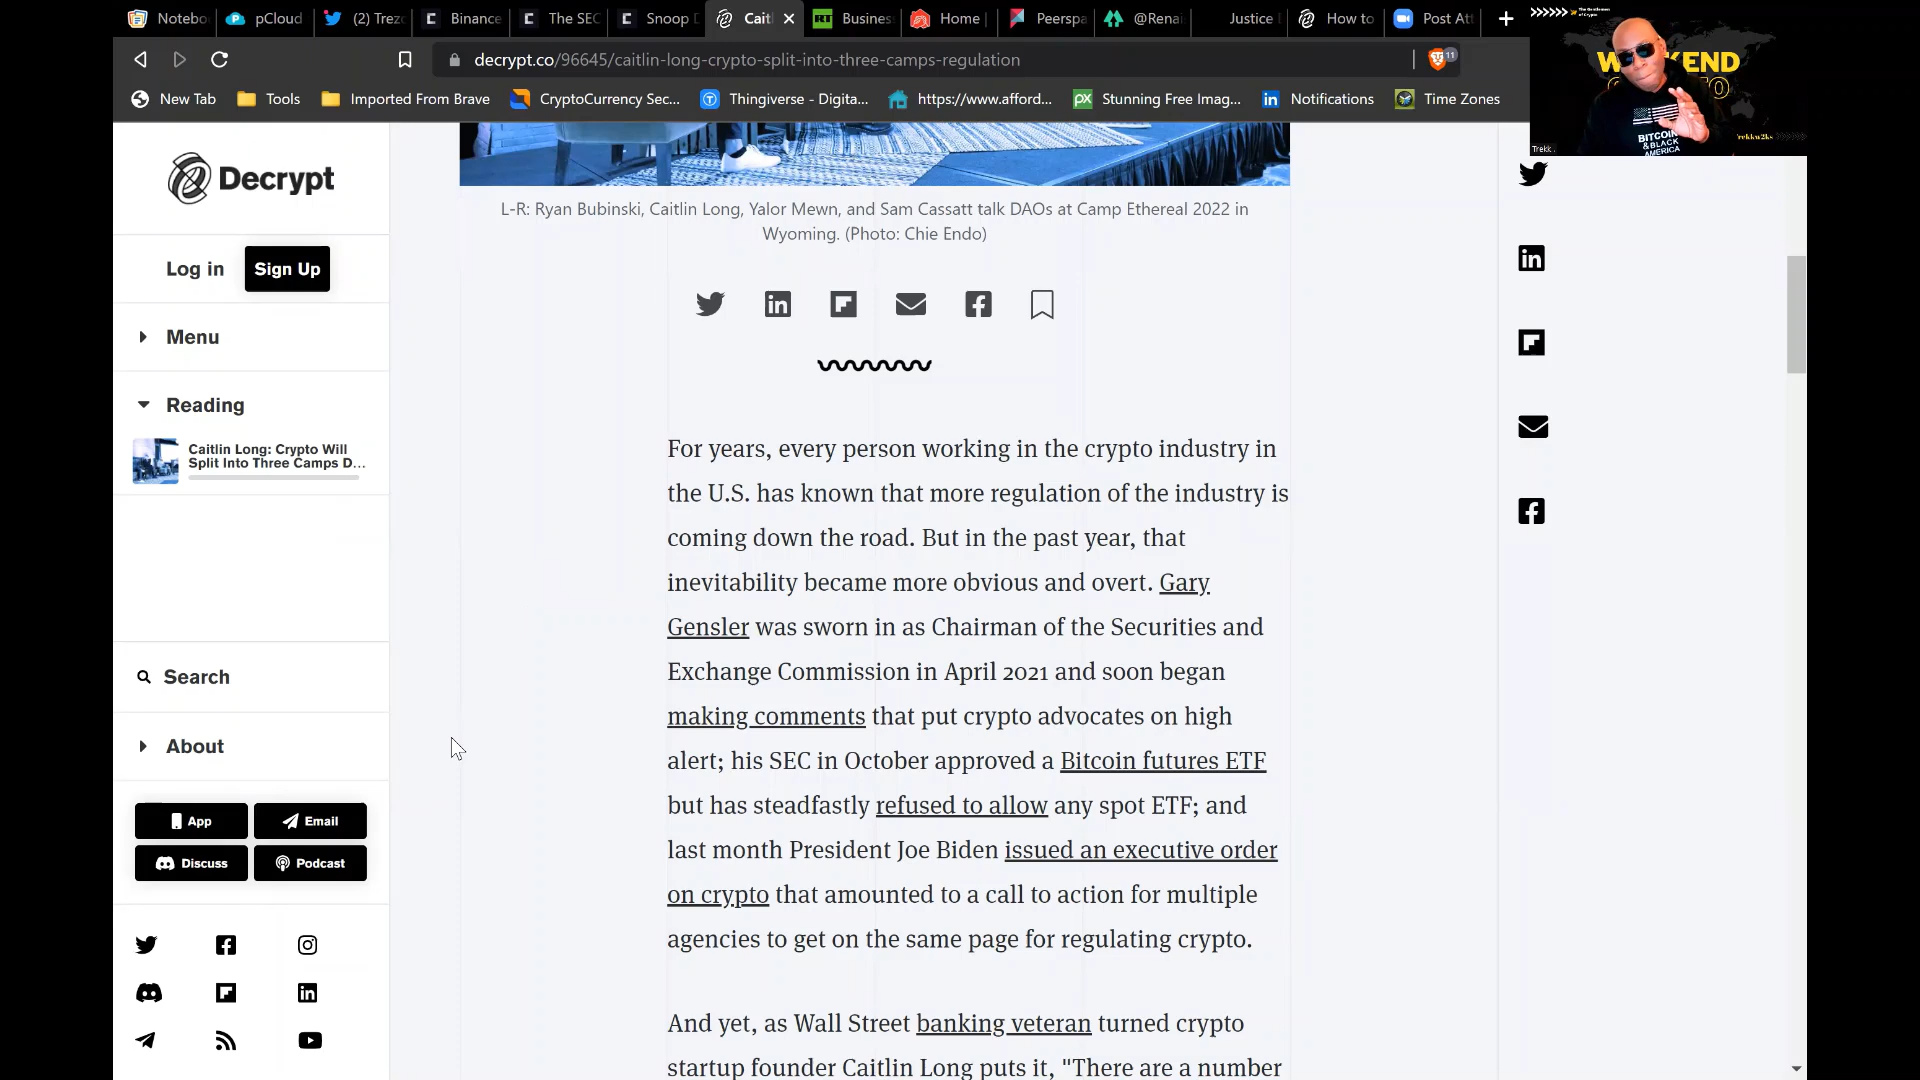 Notebo
pCloud
(2) Trezo
Binance
The SEC
Snoop D
Cait
Busines
Home
Peerspa
@Renai
Justice
How to
Post Att
decrypt.co/96645/caitlin-long-crypto-split-into-three-camps-regulation
11
New Tab
Tools
Imported From Brave
CryptoCurrency Sec...
Thingiverse - Digita...
https://www.afford...
Stunning Free Imag...
Notifications
Time Zones
WEEKEND
BITCOIN
& BLACK
AMERICA
Trekk
Decrypt
Log in
Sign Up
Menu
Reading
Caitlin Long: Crypto Will
Split Into Three Camps D...
Search
About
App
Email
Discuss
Podcast
L-R: Ryan Bubinski, Caitlin Long, Yalor Mewn, and Sam Cassatt talk DAOs at Camp Ethereal 2022 in
Wyoming. (Photo: Chie Endo)
For years, every person working in the crypto industry in
the U.S. has known that more regulation of the industry is
coming down the road. But in the past year, that
inevitability became more obvious and overt. Gary
Gensler was sworn in as Chairman of the Securities and
Exchange Commission in April 2021 and soon began
making comments that put crypto advocates on high
alert; his SEC in October approved a Bitcoin futures ETF
but has steadfastly refused to allow any spot ETF; and
last month President Joe Biden issued an executive order
on crypto that amounted to a call to action for multiple
agencies to get on the same page for regulating crypto.
And yet, as Wall Street banking veteran turned crypto
startup founder Caitlin Long puts it, "There are a number